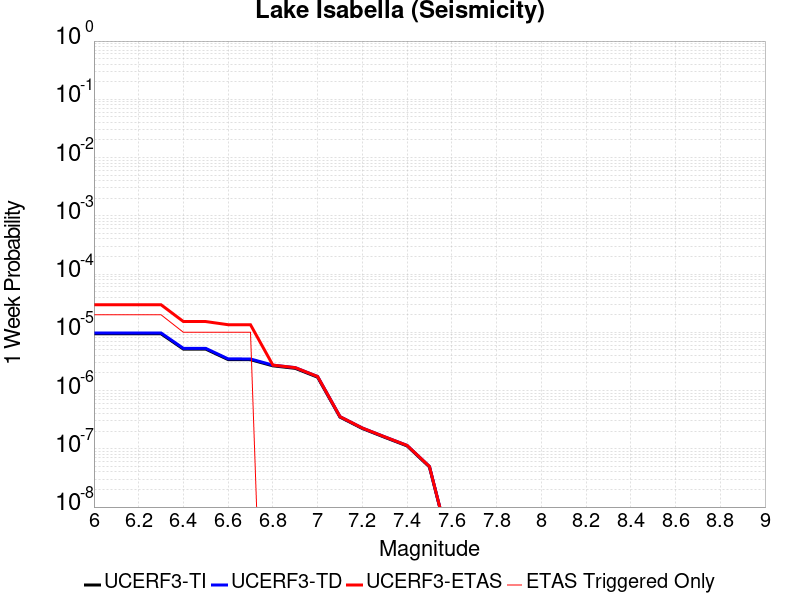 Lake Isabella (Seismicity)
10^0
10^-1
10^-2
10^-3
10^-4
10^-5
10^-6
10^-7
10^-8
1 Week Probability
6 6.2 6.4 6.6 6.8 7 7.2 7.4 7.6 7.8 8 8.2 8.4 8.6 8.8 9
Magnitude
UCERF3-TI UCERF3-TD UCERF3-ETAS ETAS Triggered Only